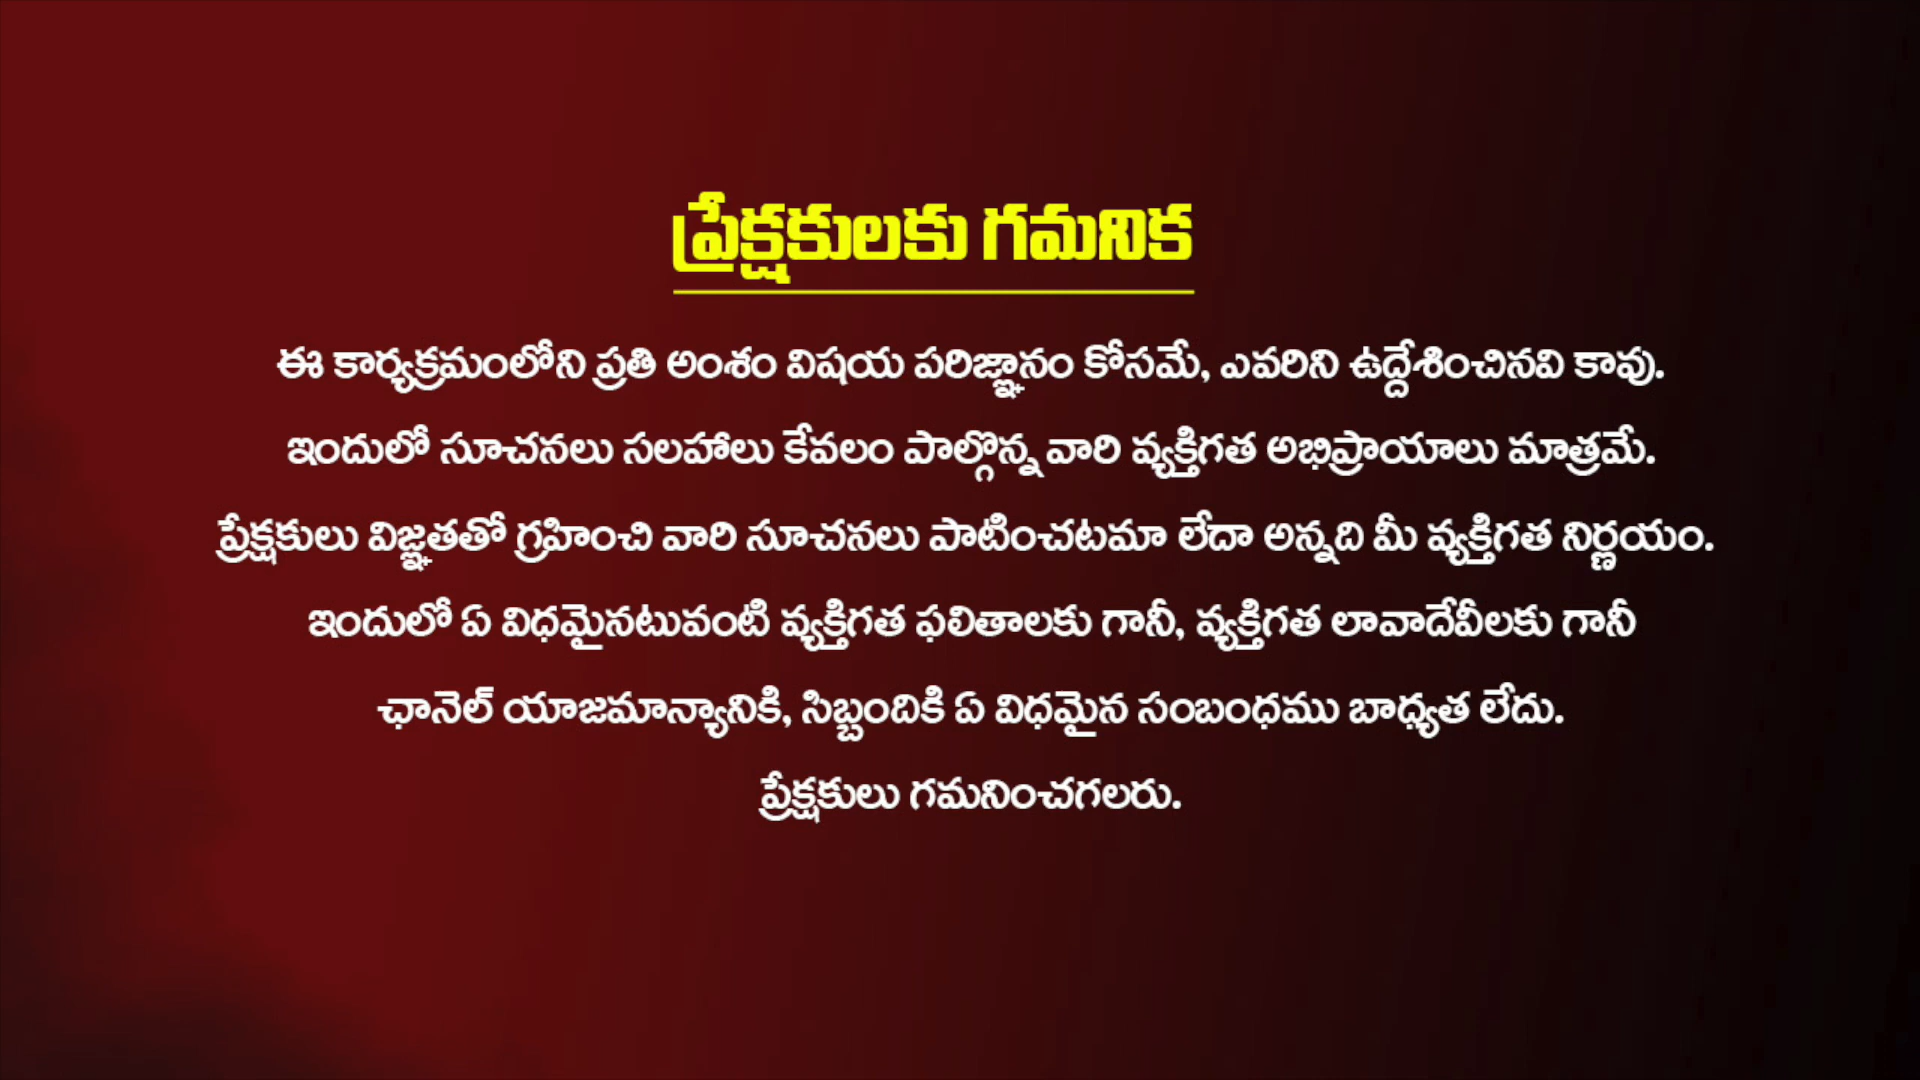 ప్రేక్షకులకు గమనిక
ఈ కార్యక్రమంలోని ప్రతి అంశం విషయ పరిజ్ఞానం కోసమే, ఎవరిని ఉద్దేశించినవి కావు.
ఇందులో సూచనలు సలహాలు కేవలం పాల్గొన్న వారి వ్యక్తిగత అభిప్రాయాలు మాత్రమే.
ప్రేక్షకులు విజ్ఞతతో గ్రహించి వారి సూచనలు పాటించటమా లేదా అన్నది మీ వ్యక్తిగత నిర్ణయం.
ఇందులో ఏ విధమైనటువంటి వ్యక్తిగత ఫలితాలకు గానీ, వ్యక్తిగత లావాదేవీలకు గానీ
ఛానెల్ యాజమాన్యానికి, సిబ్బందికి ఏ విధమైన సంబంధము బాధ్యత లేదు.
ప్రేక్షకులు గమనించగలరు.